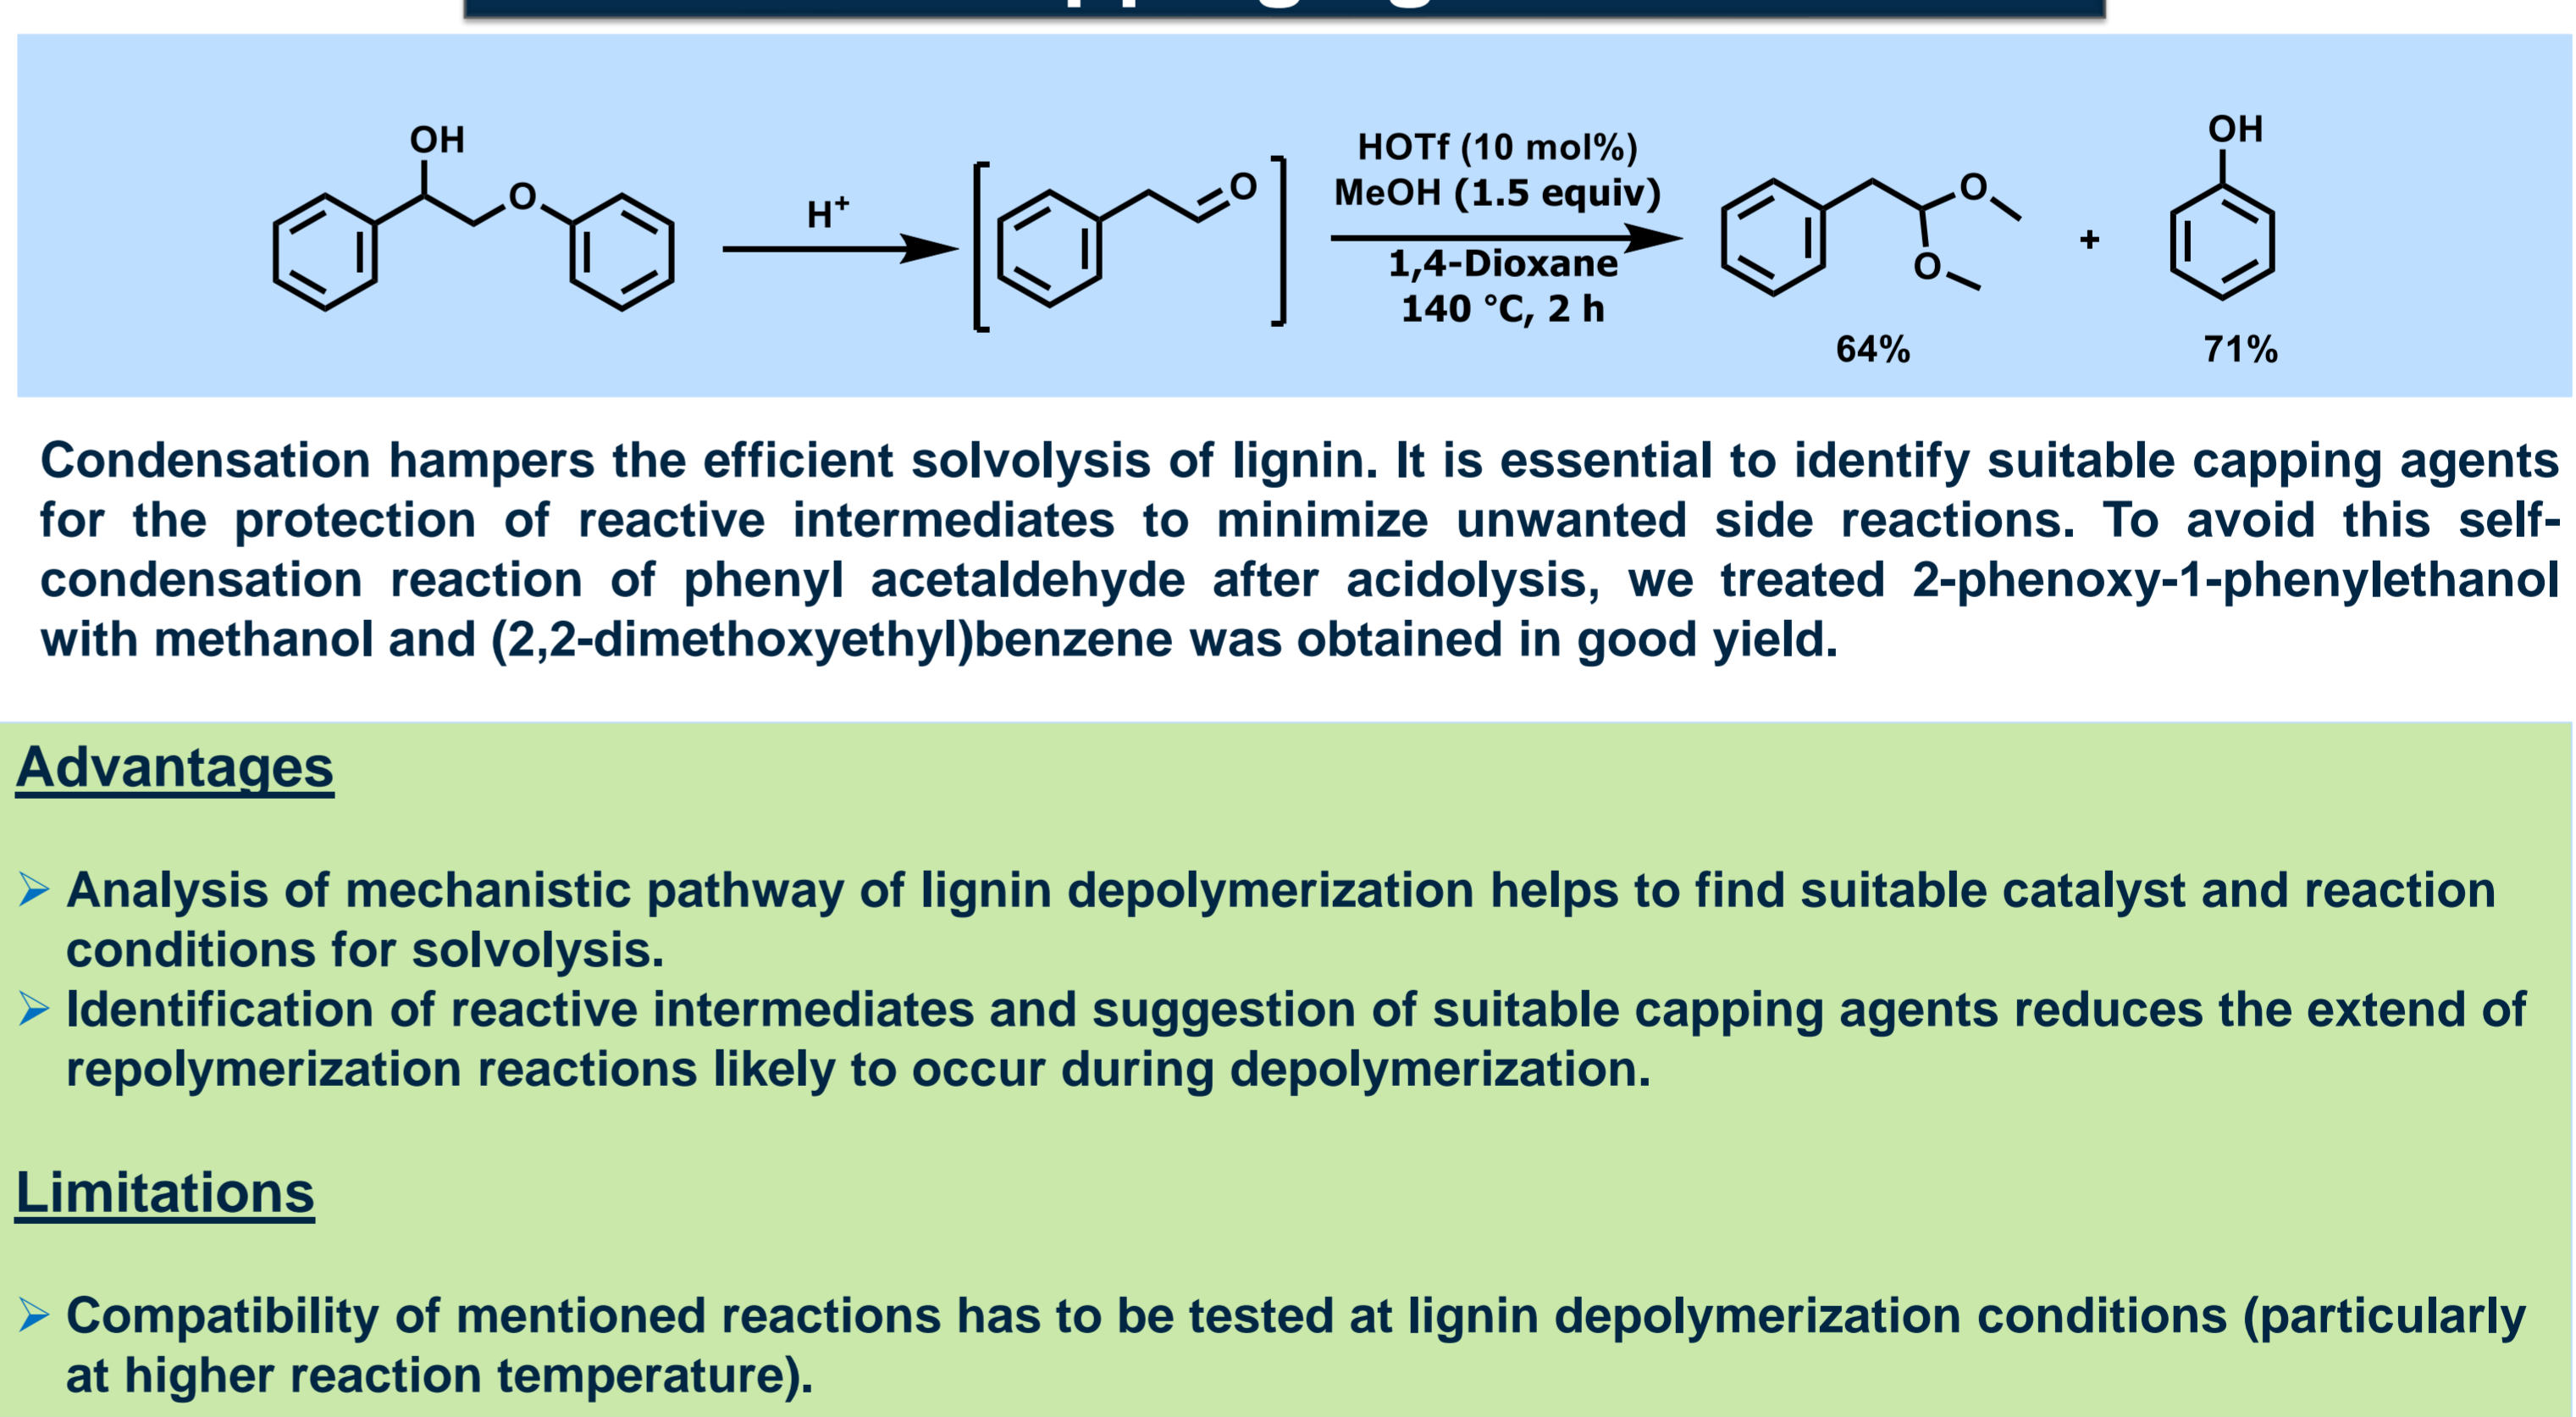 OH
O
H+
O
HOTf (10 mol%)
MeOH (1.5 equiv)
1,4-Dioxane
140 °C, 2 h
O
O
64%
+
OH
71%
Condensation hampers the efficient solvolysis of lignin. It is essential to identify suitable capping agents
for the protection of reactive intermediates to minimize unwanted side reactions. To avoid this self-
condensation reaction of phenyl acetaldehyde after acidolysis, we treated 2-phenoxy-1-phenylethanol
with methanol and (2,2-dimethoxyethyl)benzene was obtained in good yield.
Advantages
Analysis of mechanistic pathway of lignin depolymerization helps to find suitable catalyst and reaction
conditions for solvolysis.
Identification of reactive intermediates and suggestion of suitable capping agents reduces the extend of
repolymerization reactions likely to occur during depolymerization.
Limitations
Compatibility of mentioned reactions has to be tested at lignin depolymerization conditions (particularly
at higher reaction temperature).